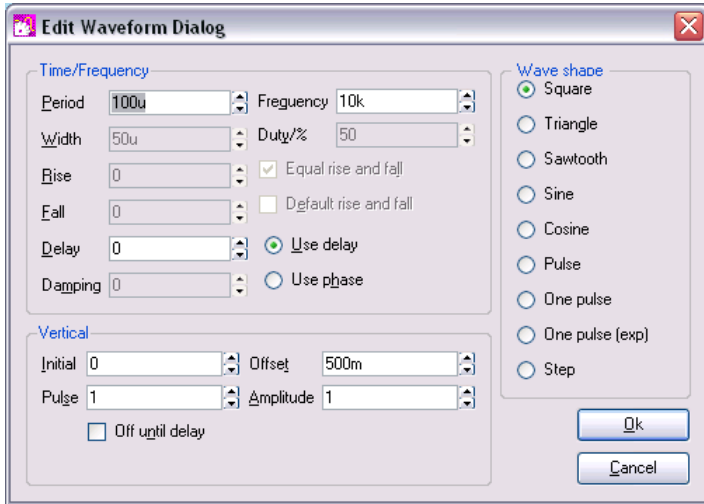 Edit Waveform Dialog
Time/Frequency
Period 100u Frequency 10k
Width 50u Duty/% 50
Rise 0 Equal rise and fall
Fall 0 Default rise and fall
Delay 0 Use delay
Damping 0 Use phase
Vertical
Initial 0 Offset 500m
Pulse 1 Amplitude 1
Off until delay
Wave shape
Square
Triangle
Sawtooth
Sine
Cosine
Pulse
One pulse
One pulse (exp)
Step
Ok
Cancel